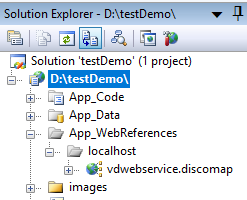 Solution Explorer - D:\testDemo\
Solution 'testDemo' (1 project)
D:\testDemo\
App_Code
App_Data
App_WebReferences
localhost
vdwebservice.discomap
images